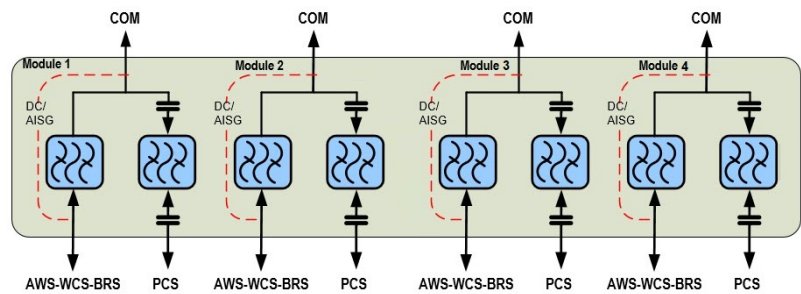 COM COM COM COM
Module 1 Module 2 Module 3 Module 4
DC/ DC/ DC/ DC/
AISG AISG AISG AISG
AWS-WCS-BRS PCS AWS-WCS-BRS PCS AWS-WCS-BRS PCS AWS-WCS-BRS PCS